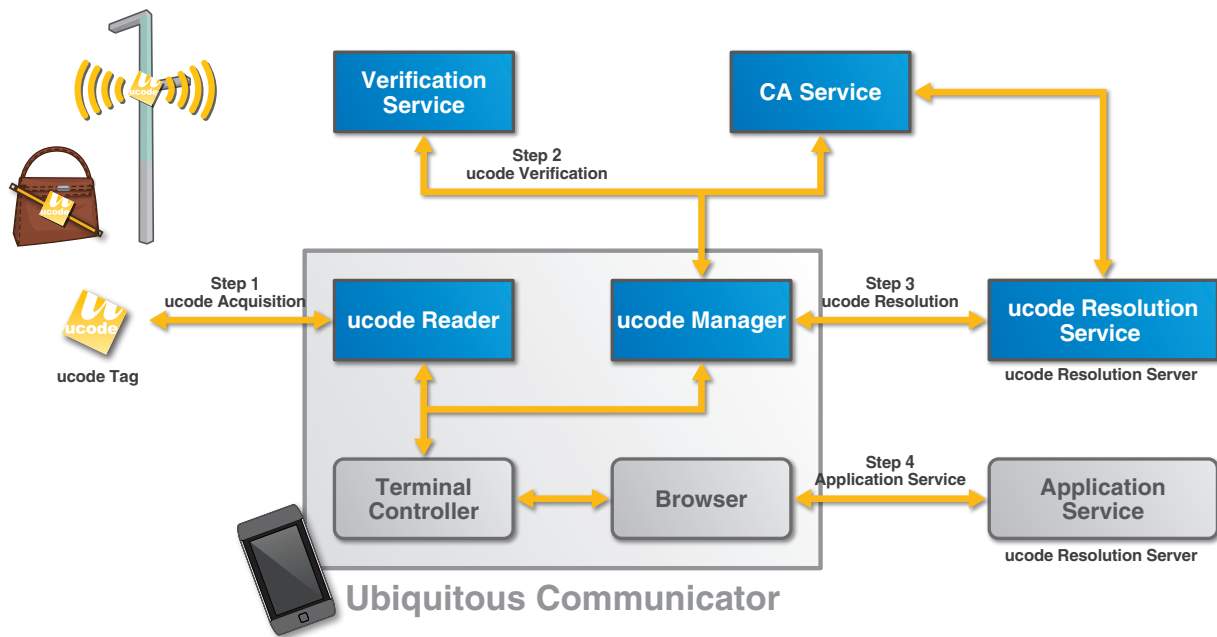 u
ucode
u
ucode
Verification
Service
CA Service
Step 2
ucode Verification
Step 1
ucode Acquisition
u
ucode
ucode Tag
ucode Reader
ucode Manager
Step 3
ucode Resolution
ucode Resolution
Service
ucode Resolution Server
Terminal
Controller
Browser
Step 4
Application Service
Application
Service
ucode Resolution Server
Ubiquitous Communicator